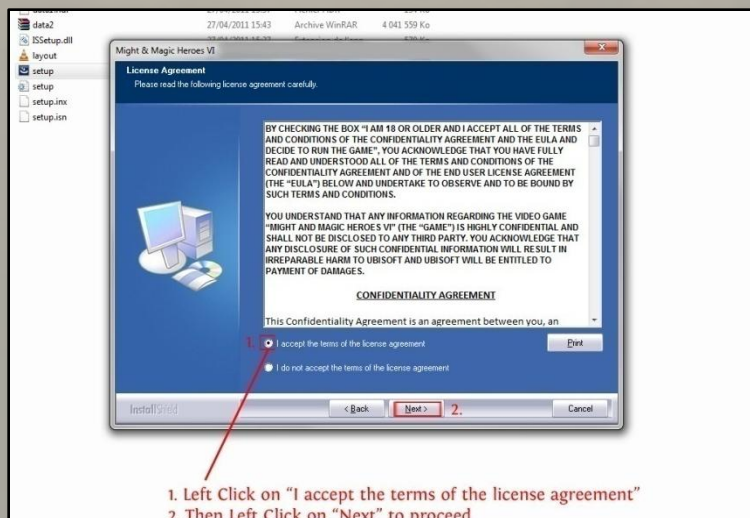 data2 27/04/2011 15:43 Archive WinRAR 4 041 559 Ko
ISSetup.dll
layout
setup
setup
setup.inx
setup.isn
Might & Magic Heroes VI
License Agreement
Please read the following license agreement carefully.
BY CHECKING THE BOX “I AM 18 OR OLDER AND I ACCEPT ALL OF THE TERMS
AND CONDITIONS OF THE CONFIDENTIALITY AGREEMENT AND THE EULA AND
DECIDE TO RUN THE GAME”, YOU ACKNOWLEDGE THAT YOU HAVE FULLY
READ AND UNDERSTOOD ALL OF THE TERMS AND CONDITIONS OF THE
CONFIDENTIALITY AGREEMENT AND OF THE END USER LICENSE AGREEMENT
(THE “EULA”) BELOW AND UNDERTAKE TO OBSERVE AND TO BE BOUND BY
SUCH TERMS AND CONDITIONS.
YOU UNDERSTAND THAT ANY INFORMATION REGARDING THE VIDEO GAME
“MIGHT AND MAGIC HEROES VI” (THE “GAME”) IS HIGHLY CONFIDENTIAL AND
SHALL NOT BE DISCLOSED TO ANY THIRD PARTY. YOU ACKNOWLEDGE THAT
ANY DISCLOSURE OF SUCH CONFIDENTIAL INFORMATION WILL RESULT IN
IRREPARABLE HARM TO UBISOFT AND UBISOFT WILL BE ENTITLED TO
PAYMENT OF DAMAGES.
CONFIDENTIALITY AGREEMENT
This Confidentiality Agreement is an agreement between you, an
1. I accept the terms of the license agreement Print
I do not accept the terms of the license agreement
InstallShield < Back Next > 2. Cancel
1. Left Click on “I accept the terms of the license agreement”
2. Then Left Click on “Next” to proceed